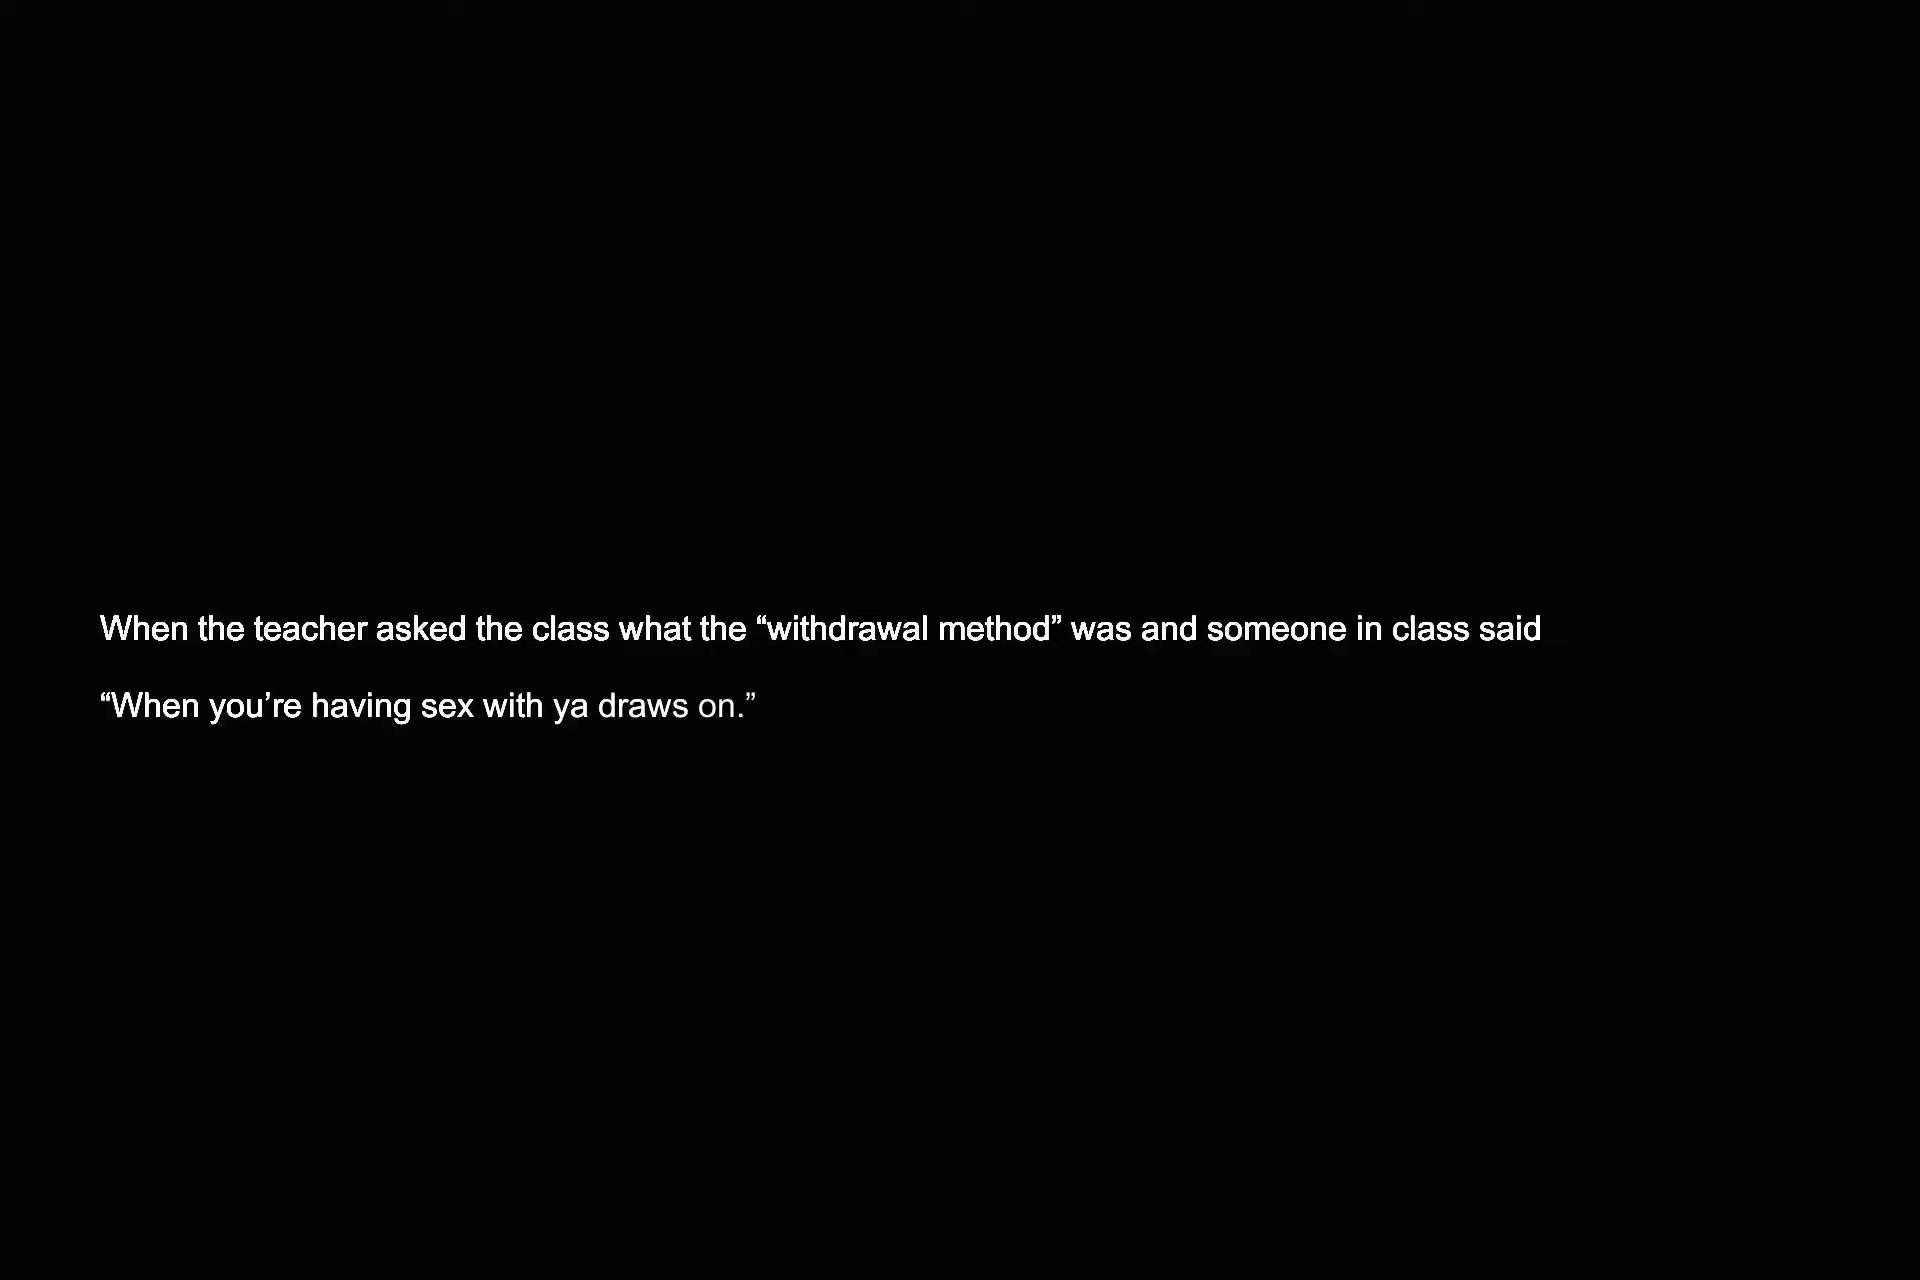 When the teacher asked the class what the “withdrawal method” was and someone in class said
“When you’re having sex with ya draws on.”